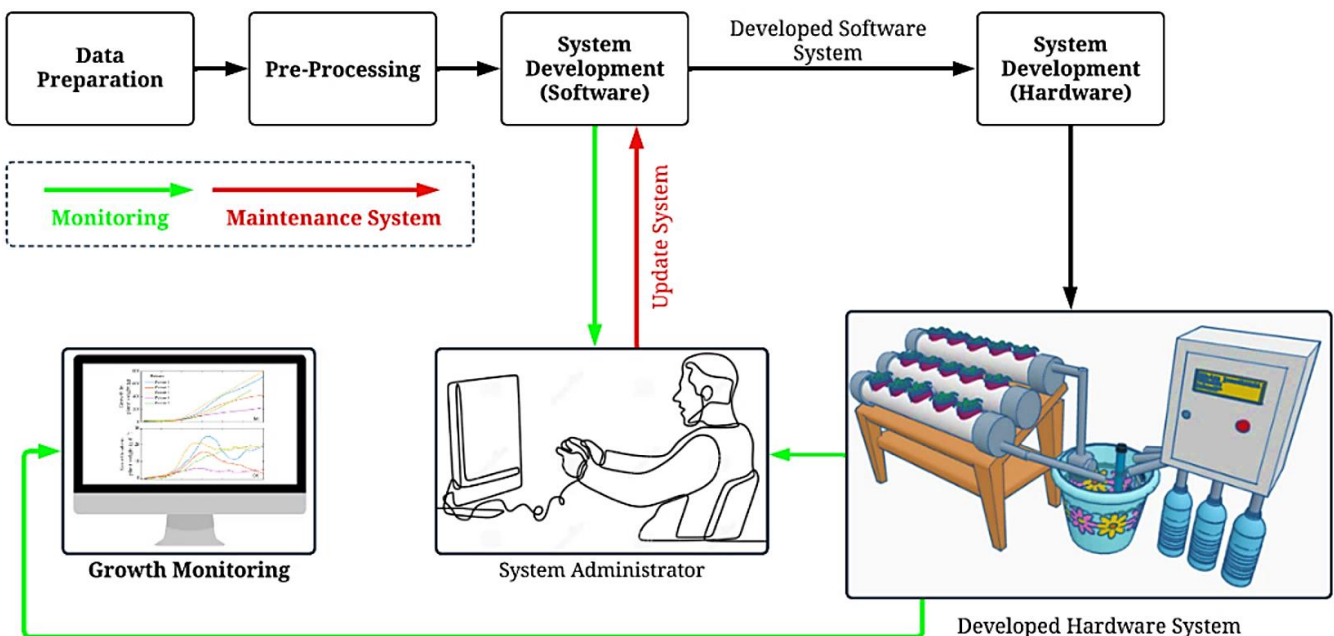 Data
Preparation
Pre-Processing
System
Development
(Software)
Developed Software
System
System
Development
(Hardware)
Monitoring
Maintenance System
Update System
Growth Monitoring
System Administrator
Developed Hardware System